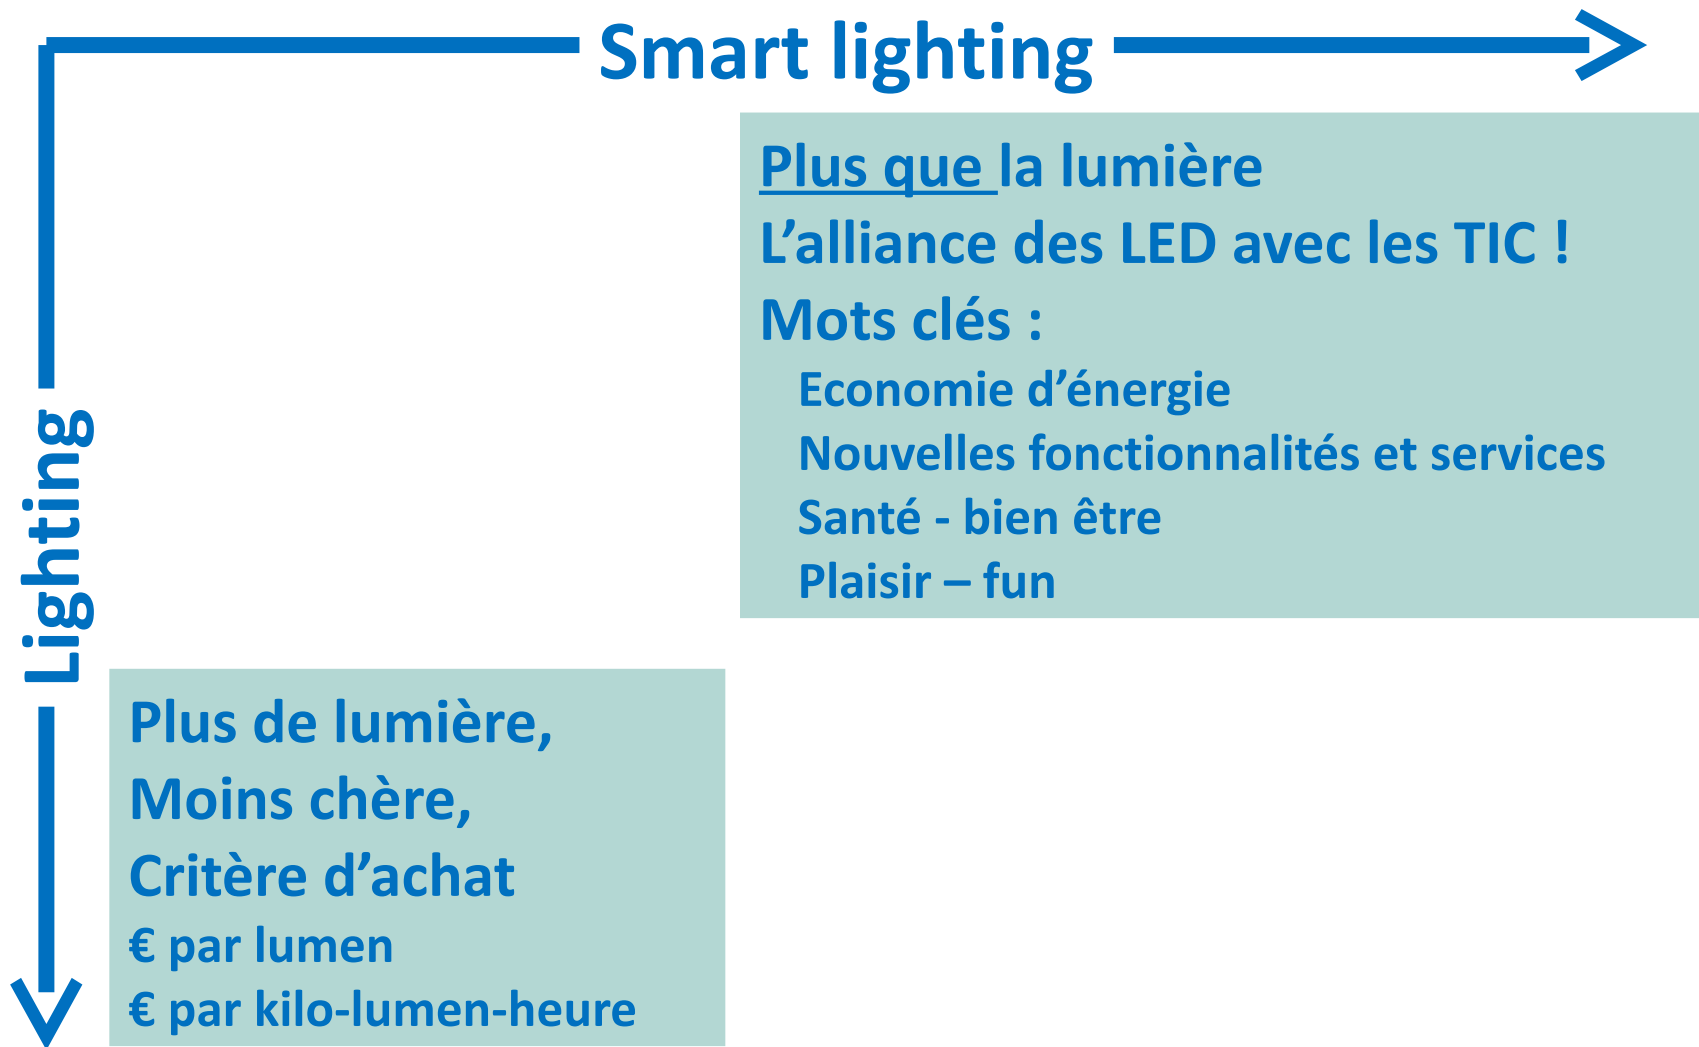 Smart lighting
Plus que la lumière
L’alliance des LED avec les TIC !
Mots clés :
Economie d’énergie
Nouvelles fonctionnalités et services
Santé - bien être
Plaisir – fun
Lighting
Plus de lumière,
Moins chère,
Critère d’achat
€ par lumen
€ par kilo-lumen-heure